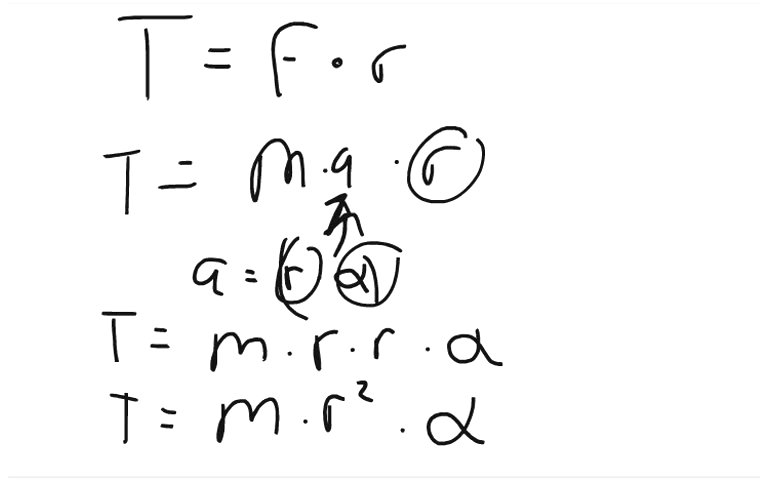 T = F · r
T = m · a · r
a = (r) (α)
T = m · r · r · α
T = m · r² · α